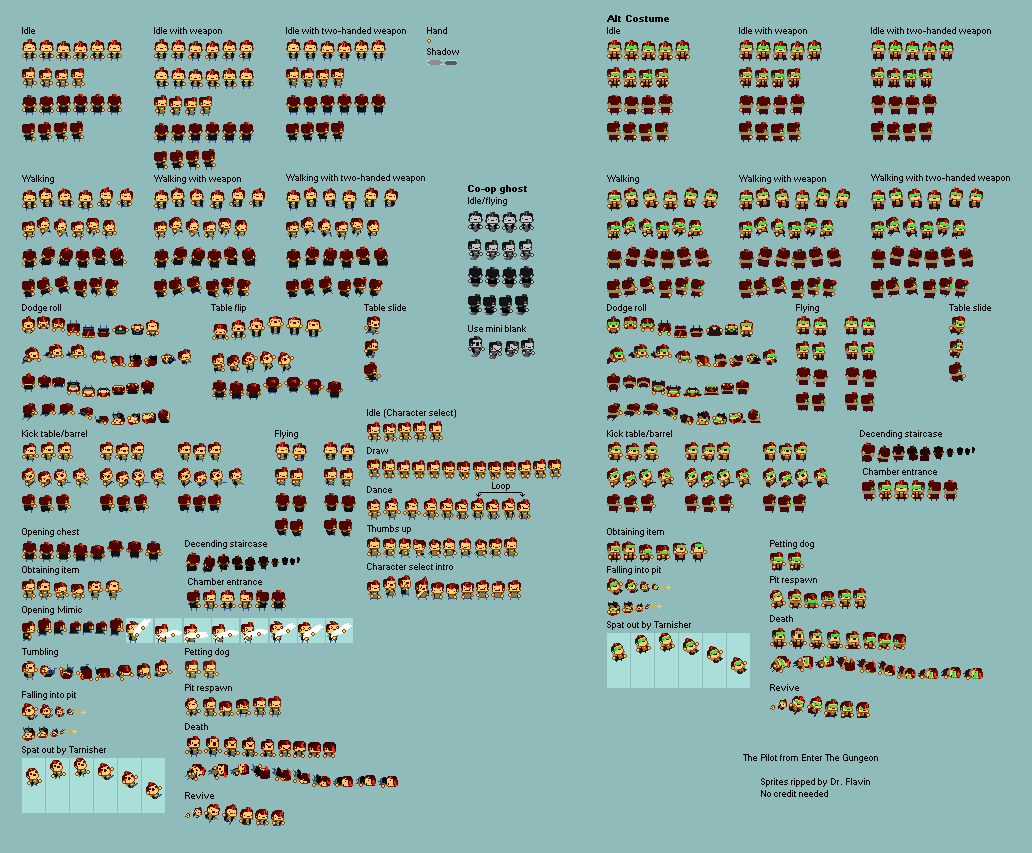 Idle
Idle with weapon
Idle with two-handed weapon
Hand
Shadow
Walking
Walking with weapon
Walking with two-handed weapon
Co-op ghost
Idle/flying
Use mini blank
Dodge roll
Table flip
Table slide
Kick table/barrel
Flying
Idle (Character select)
Draw
Dance
Loop
Thumbs up
Character select intro
Opening chest
Decending staircase
Obtaining item
Chamber entrance
Opening Mimic
Tumbling
Petting dog
Falling into pit
Pit respawn
Death
Spat out by Tarnisher
Revive
Alt Costume
Idle
Idle with weapon
Idle with two-handed weapon
Walking
Walking with weapon
Walking with two-handed weapon
Dodge roll
Flying
Table slide
Kick table/barrel
Decending staircase
Chamber entrance
Obtaining item
Petting dog
Falling into pit
Pit respawn
Spat out by Tarnisher
Death
Revive
The Pilot from Enter The Gungeon
Sprites ripped by Dr. Flavin
No credit needed